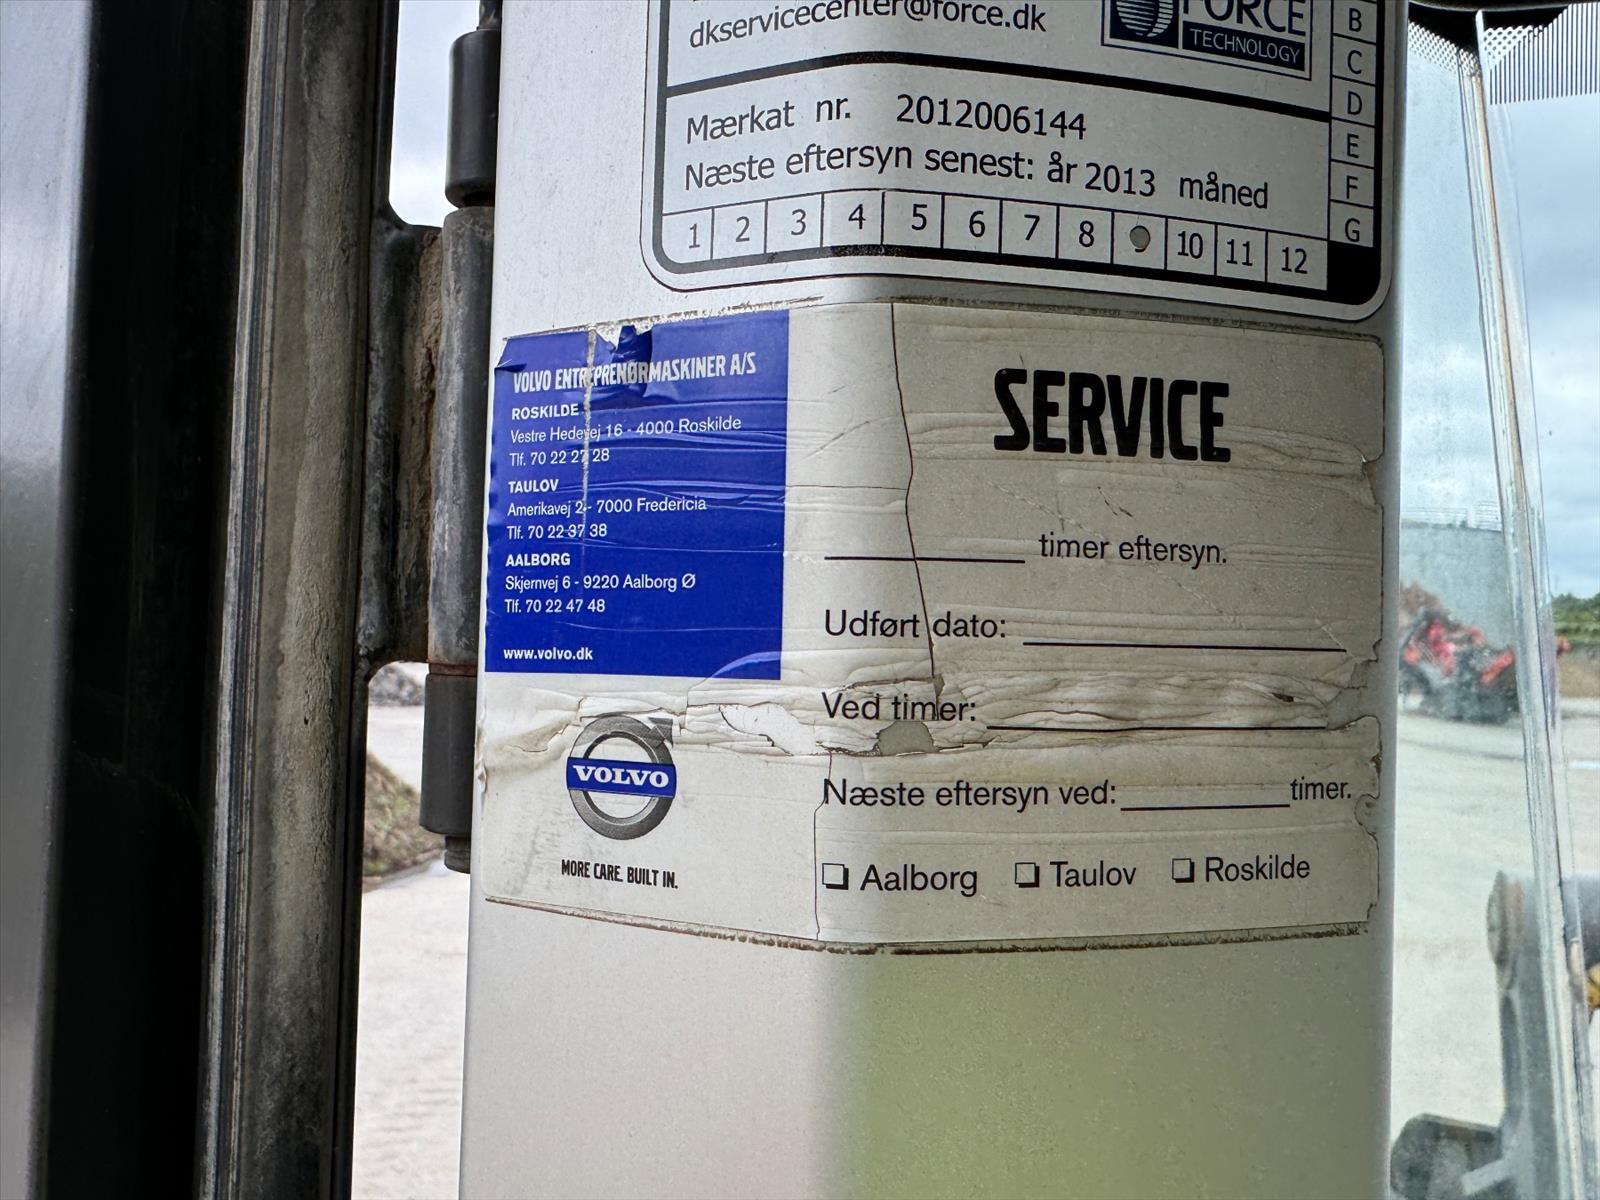 dkservicecenter@force.dk
FORCE
TECHNOLOGY
B
C
D
E
F
G
Mærkat nr. 2012006144
Næste eftersyn senest: år 2013 måned
1 2 3 4 5 6 7 8 10 11 12
VOLVO ENTREPRENØRMASKINER A/S
ROSKILDE
Vestre Hedevej 16 - 4000 Roskilde
Tlf. 70 22 27 28
TAULOV
Amerikavej 2 - 7000 Fredericia
Tlf. 70 22 37 38
AALBORG
Skjernvej 6 - 9220 Aalborg Ø
Tlf. 70 22 47 48
www.volvo.dk
VOLVO
MORE CARE. BUILT IN.
SERVICE
timer eftersyn.
Udført dato:
Ved timer:
Næste eftersyn ved: timer.
Aalborg Taulov Roskilde